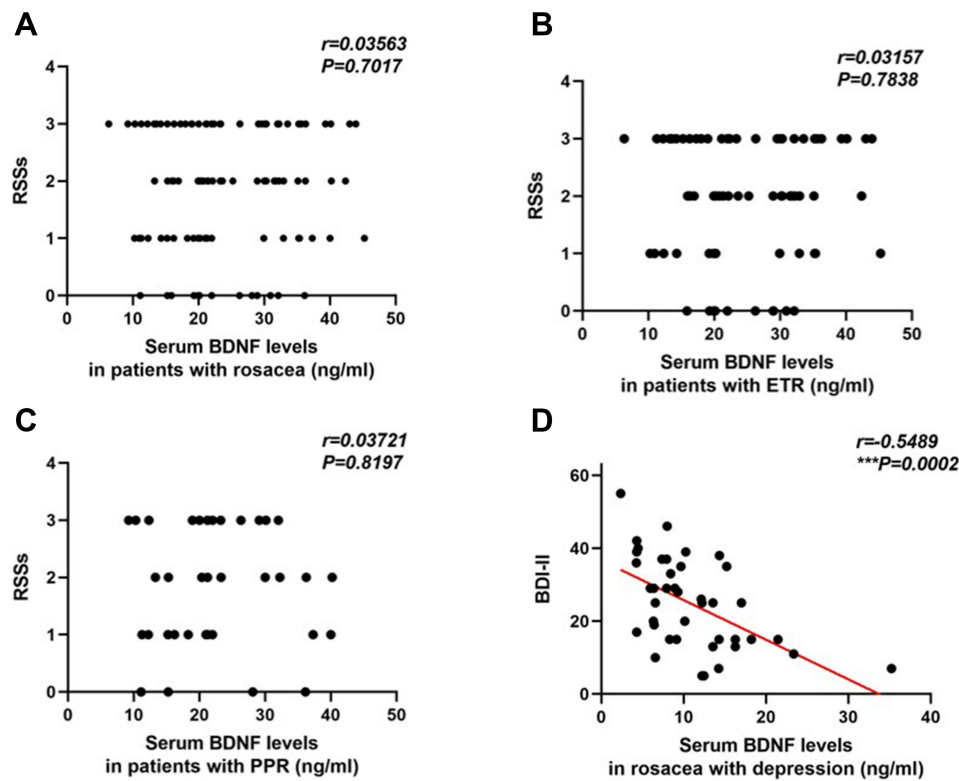 A
r=0.03563
P=0.7017
4
3
2
1
0
RSSs
0 10 20 30 40 50
Serum BDNF levels
in patients with rosacea (ng/ml)
B
r=0.03157
P=0.7838
4
3
2
1
0
RSSs
0 10 20 30 40 50
Serum BDNF levels
in patients with ETR (ng/ml)
C
r=0.03721
P=0.8197
4
3
2
1
0
RSSs
0 10 20 30 40 50
Serum BDNF levels
in patients with PPR (ng/ml)
D
r=-0.5489
***P=0.0002
60
40
20
0
BDI-II
0 10 20 30 40
Serum BDNF levels
in rosacea with depression (ng/ml)